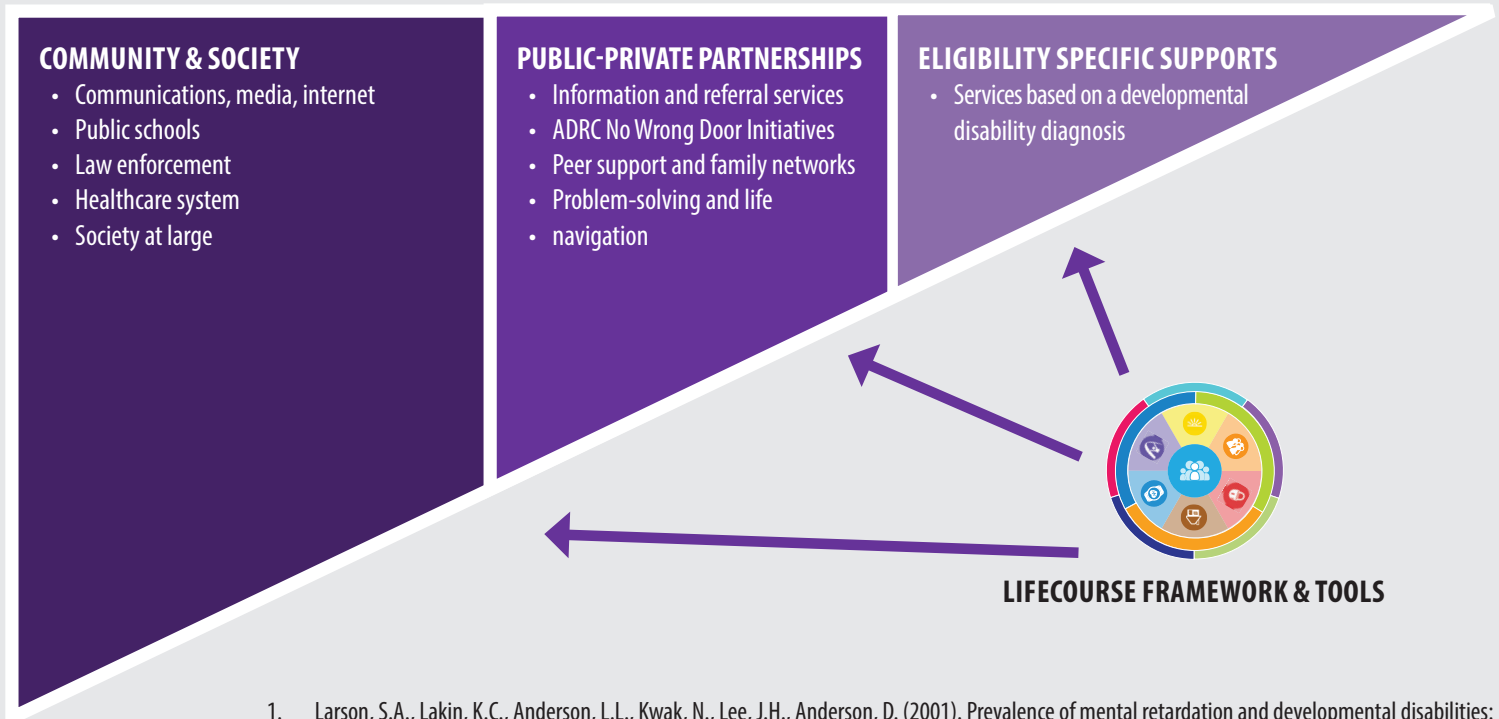 COMMUNITY & SOCIETY
• Communications, media, internet
• Public schools
• Law enforcement
• Healthcare system
• Society at large
PUBLIC-PRIVATE PARTNERSHIPS
• Information and referral services
• ADRC No Wrong Door Initiatives
• Peer support and family networks
• Problem-solving and life
• navigation
ELIGIBILITY SPECIFIC SUPPORTS
• Services based on a developmental
disability diagnosis
LIFECOURSE FRAMEWORK & TOOLS
1. Larson, S.A., Lakin, K.C., Anderson, L.L., Kwak, N., Lee, J.H., Anderson, D. (2001). Prevalence of mental retardation and developmental disabilities: